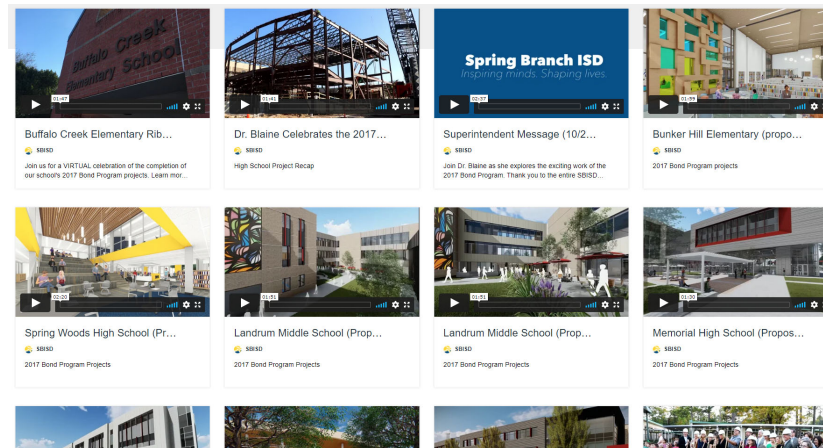 Buffalo Creek
Elementary School
Spring Branch ISD
Inspiring minds. Shaping lives.
01:47
01:41
02:37
01:59
Buffalo Creek Elementary Rib…
Dr. Blaine Celebrates the 2017…
Superintendent Message (10/2…
Bunker Hill Elementary (propo…
SBISD
SBISD
SBISD
SBISD
Join us for a VIRTUAL celebration of the completion of
our school's 2017 Bond Program projects. Learn mor...
High School Project Recap
Join Dr. Blaine as she explores the exciting work of the
2017 Bond Program. Thank you to the entire SBISD...
2017 Bond Program projects
02:20
01:51
01:51
01:30
Spring Woods High School (Pr…
Landrum Middle School (Prop…
Landrum Middle School (Prop…
Memorial High School (Propos…
SBISD
SBISD
SBISD
SBISD
2017 Bond Program Projects
2017 Bond Program Projects
2017 Bond Program Projects
2017 Bond Program Projects